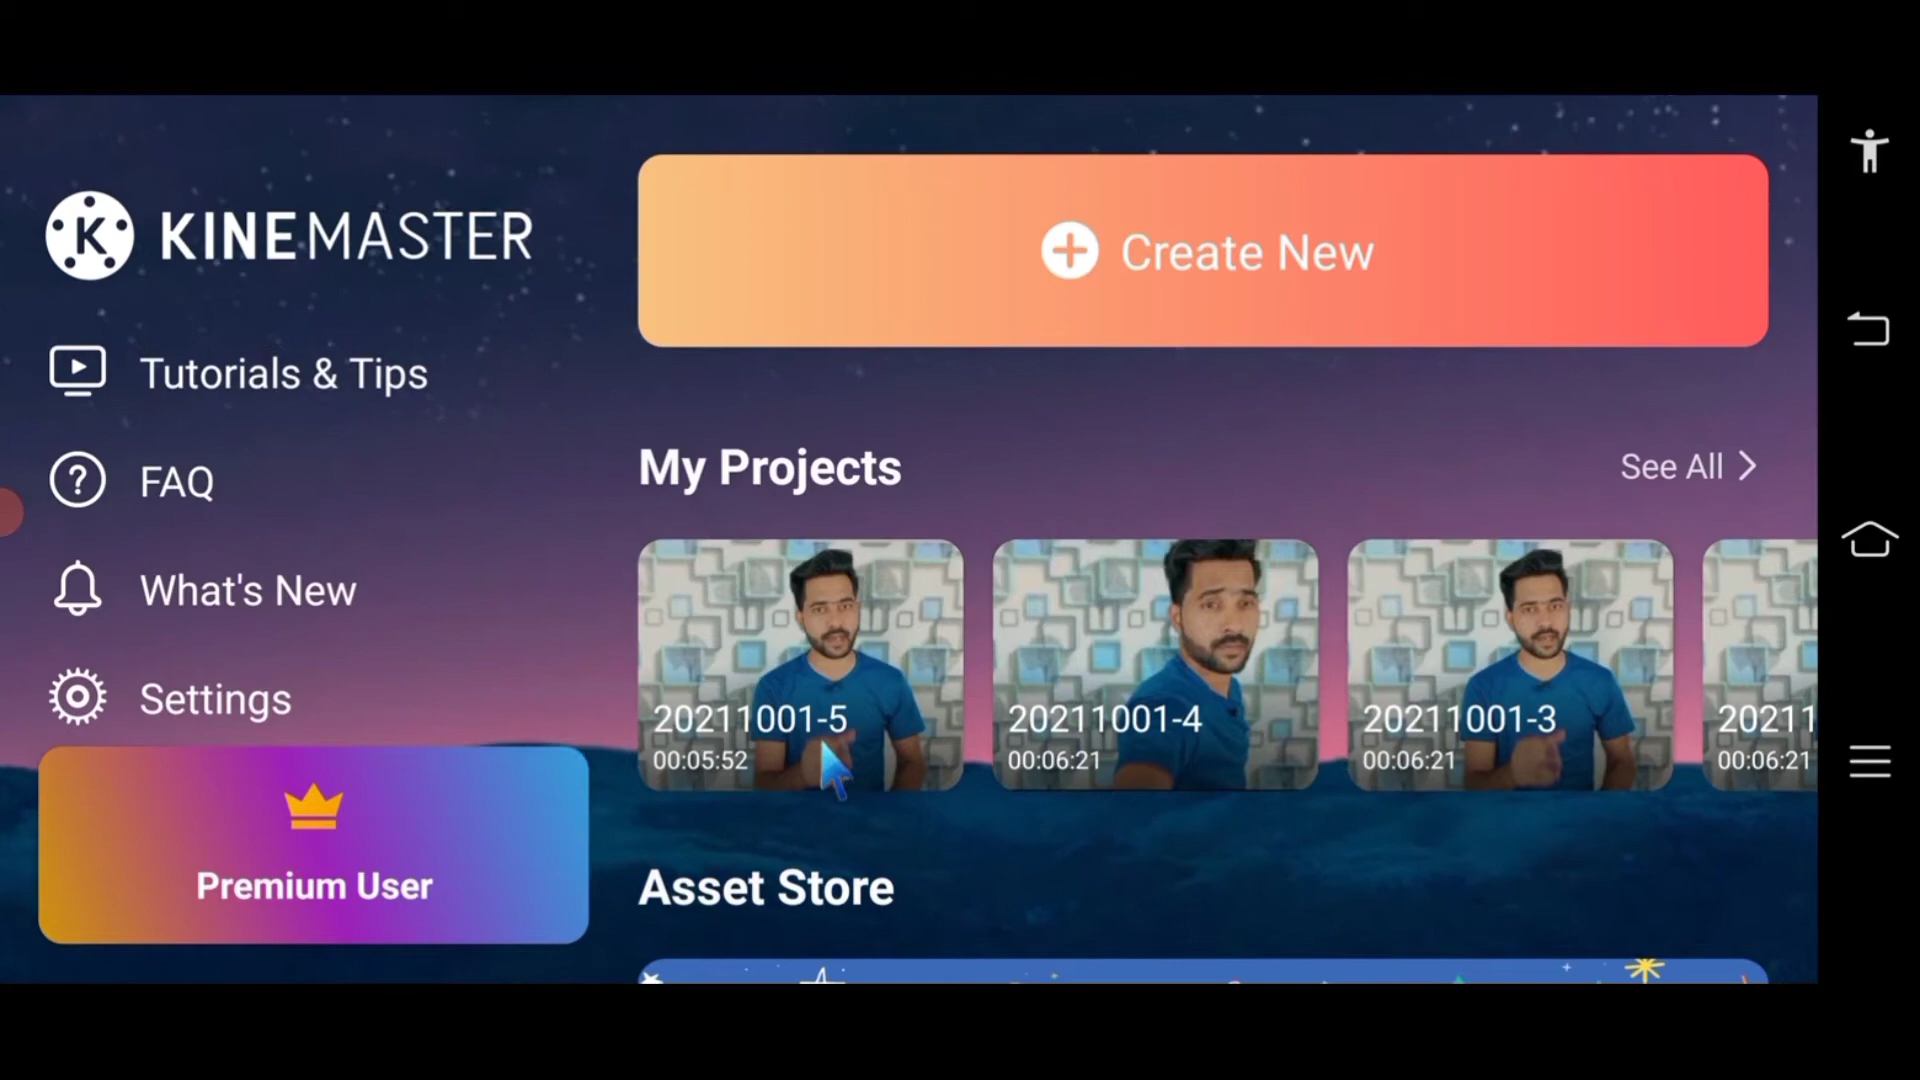 K KINEMASTER
Tutorials & Tips
FAQ
What's New
Settings
Premium User
Create New
My Projects
See All
20211001-5
00:05:52
20211001-4
00:06:21
20211001-3
00:06:21
20211
00:06:21
Asset Store